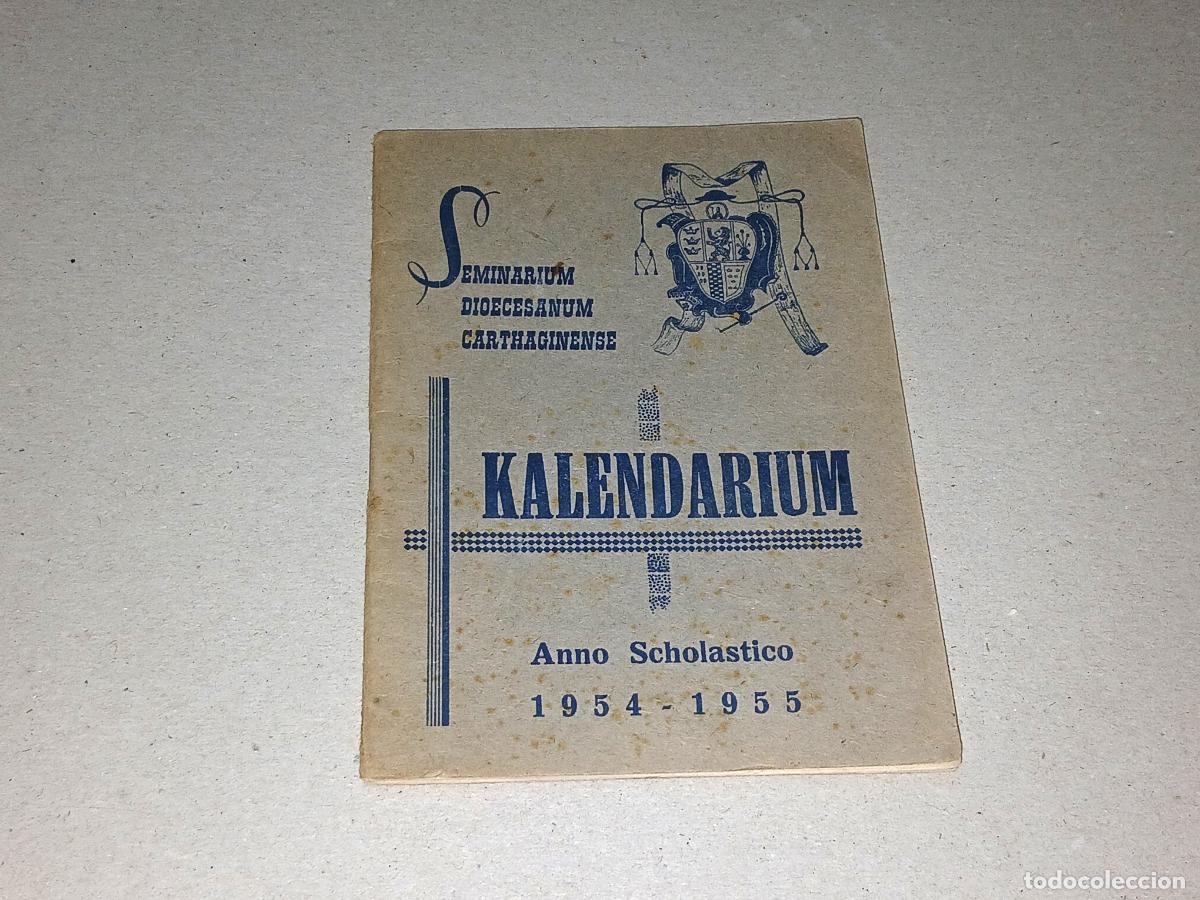 SEMINARIUM
DIOECESANUM
CARTHAGINENSE
KALENDARIUM
Anno Scholastico
1954 - 1955
todocoleccion